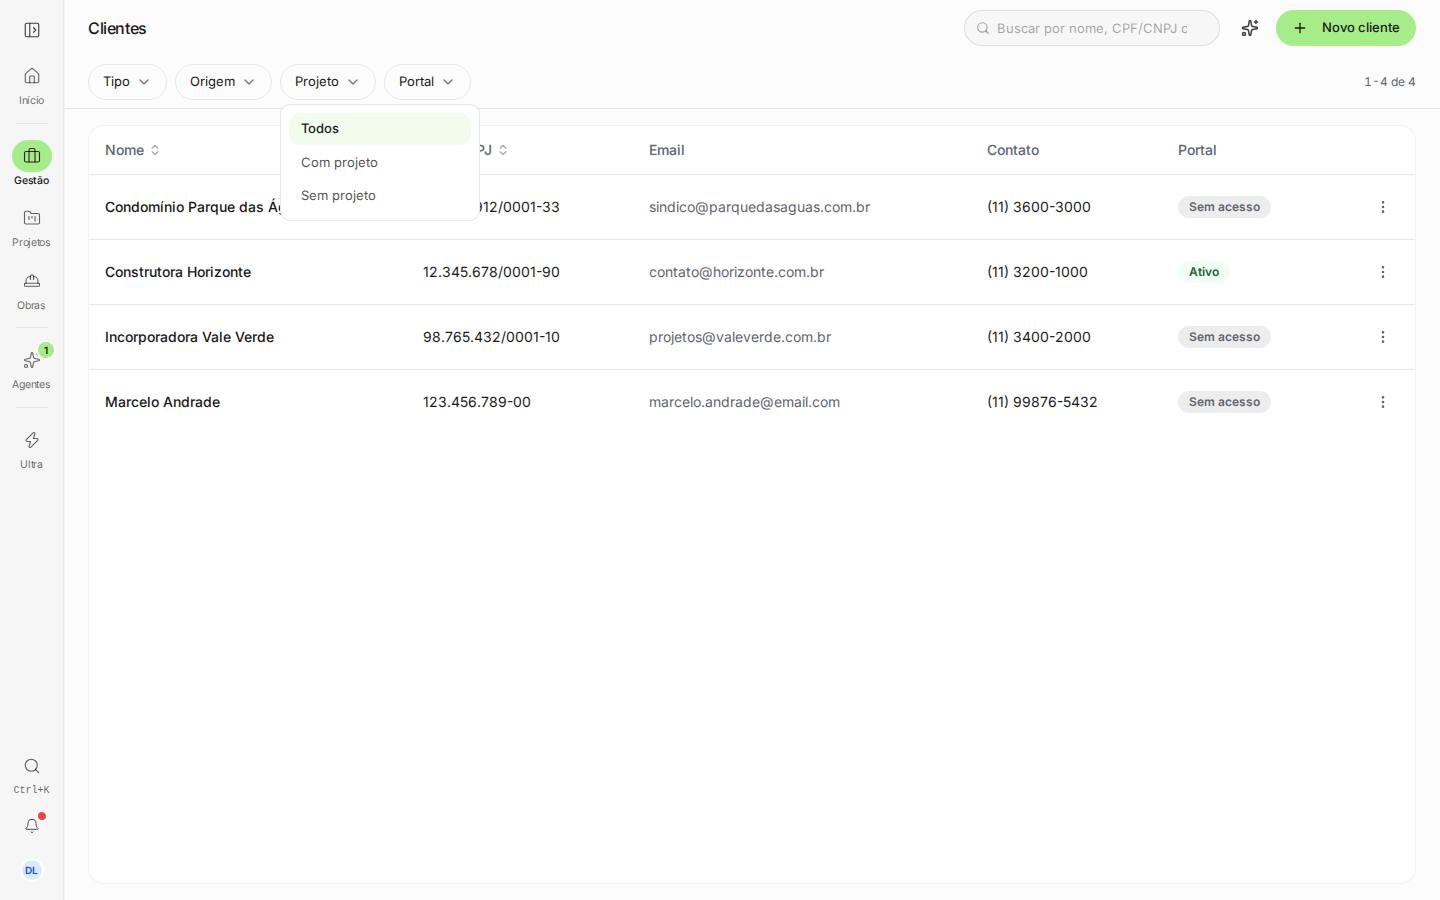 Clientes
Buscar por nome, CPF/CNPJ c
Novo cliente
Início
Gestão
Projetos
Obras
1
Agentes
Ultra
Ctrl+K
DL
Tipo
Origem
Projeto
Portal
1-4 de 4
Todos
Com projeto
Sem projeto
Nome
PJ
Email
Contato
Portal
Condomínio Parque das Ág
912/0001-33
sindico@parquedasaguas.com.br
(11) 3600-3000
Sem acesso
Construtora Horizonte
12.345.678/0001-90
contato@horizonte.com.br
(11) 3200-1000
Ativo
Incorporadora Vale Verde
98.765.432/0001-10
projetos@valeverde.com.br
(11) 3400-2000
Sem acesso
Marcelo Andrade
123.456.789-00
marcelo.andrade@email.com
(11) 99876-5432
Sem acesso